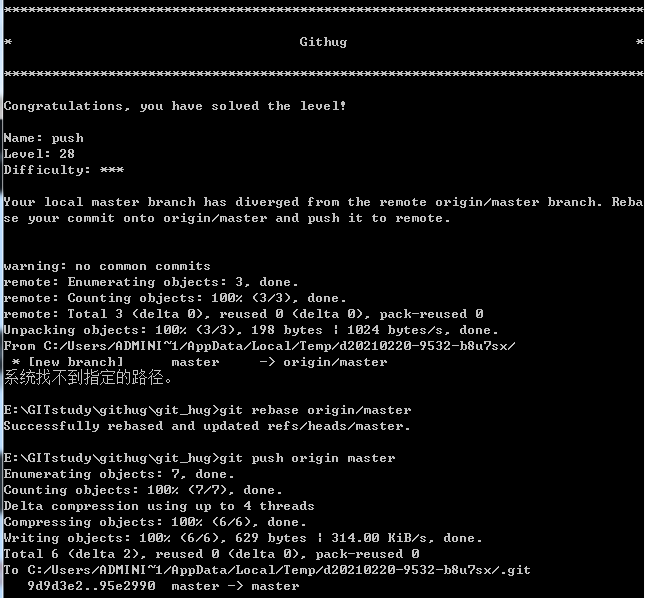 ********************************************************************************
*                                    Githug                                    *
********************************************************************************
Congratulations, you have solved the level!
Name: push
Level: 28
Difficulty: ***
Your local master branch has diverged from the remote origin/master branch. Reba
se your commit onto origin/master and push it to remote.
warning: no common commits
remote: Enumerating objects: 3, done.
remote: Counting objects: 100% (3/3), done.
remote: Total 3 (delta 0), reused 0 (delta 0), pack-reused 0
Unpacking objects: 100% (3/3), 198 bytes | 1024 bytes/s, done.
From C:/Users/ADMINI~1/AppData/Local/Temp/d20210220-9532-b8u7sx/
 * [new branch]      master     -> origin/master
系统找不到指定的路径。
E:\GITstudy\githug\git_hug>git rebase origin/master
Successfully rebased and updated refs/heads/master.
E:\GITstudy\githug\git_hug>git push origin master
Enumerating objects: 7, done.
Counting objects: 100% (7/7), done.
Delta compression using up to 4 threads
Compressing objects: 100% (6/6), done.
Writing objects: 100% (6/6), 629 bytes | 314.00 KiB/s, done.
Total 6 (delta 2), reused 0 (delta 0), pack-reused 0
To C:/Users/ADMINI~1/AppData/Local/Temp/d20210220-9532-b8u7sx/.git
   9d9d3e2..95e2990  master -> master